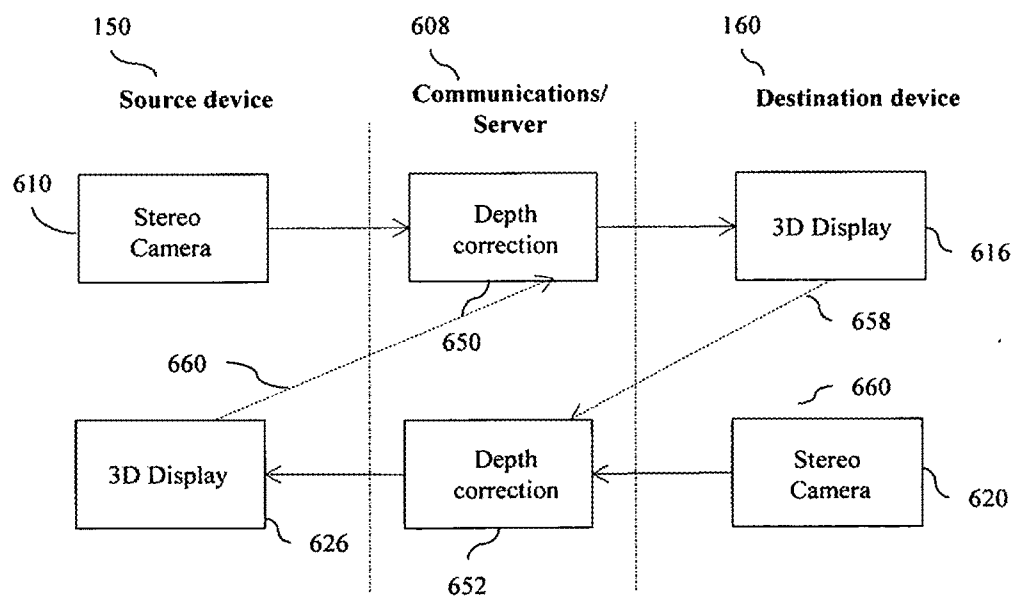 150
608
160
Source device
Communications/
Server
Destination device
610
Stereo
Camera
Depth
correction
3D Display
616
650
658
660
660
3D Display
Depth
correction
Stereo
Camera
620
626
652